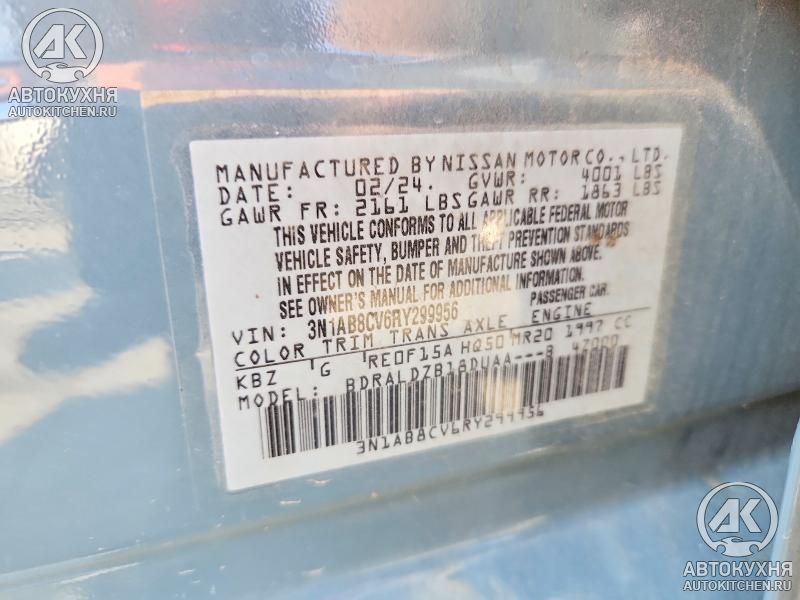 АК
АВТОКУХНЯ
AUTOKITCHEN.RU
MANUFACTURED BY NISSAN MOTOR CO., LTD.
DATE: 02/24. GVWR: 4001 LBS
GAWR FR: 2161 LBS GAWR RR: 1863 LBS
THIS VEHICLE CONFORMS TO ALL APPLICABLE FEDERAL MOTOR
VEHICLE SAFETY, BUMPER AND THEFT PREVENTION STANDARDS
IN EFFECT ON THE DATE OF MANUFACTURE SHOWN ABOVE.
SEE OWNER'S MANUAL FOR ADDITIONAL INFORMATION.
VIN: 3N1AB8CV6RY299956 PASSENGER CAR.
COLOR TRIM TRANS AXLE ENGINE
KBZ G RE0F15A HQ50 MR20 1997 CC
MODEL: BDRALDZB18DUAA---B 47000
3N1AB8CV6RY299956
АК
АВТОКУХНЯ
AUTOKITCHEN.RU